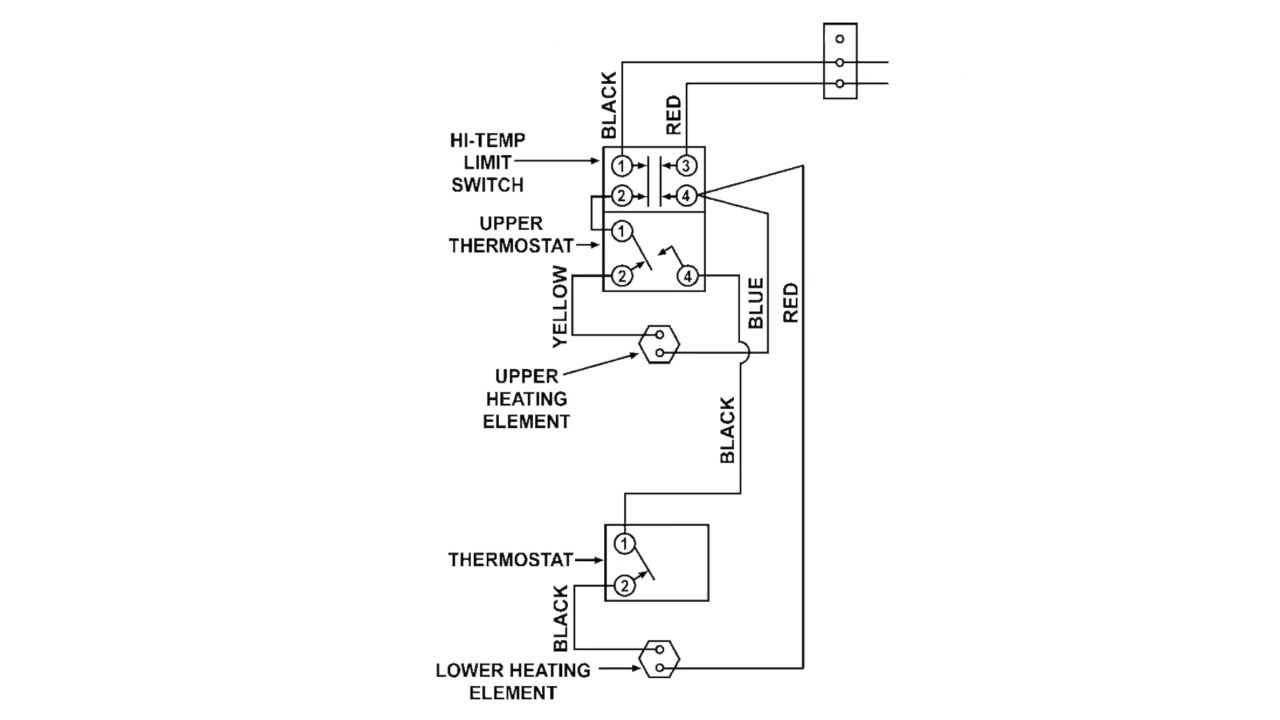 BLACK
RED
HI-TEMP
LIMIT
SWITCH
1
3
2
4
UPPER
THERMOSTAT
1
2
4
YELLOW
BLUE
RED
UPPER
HEATING
ELEMENT
BLACK
THERMOSTAT
1
2
BLACK
LOWER HEATING
ELEMENT